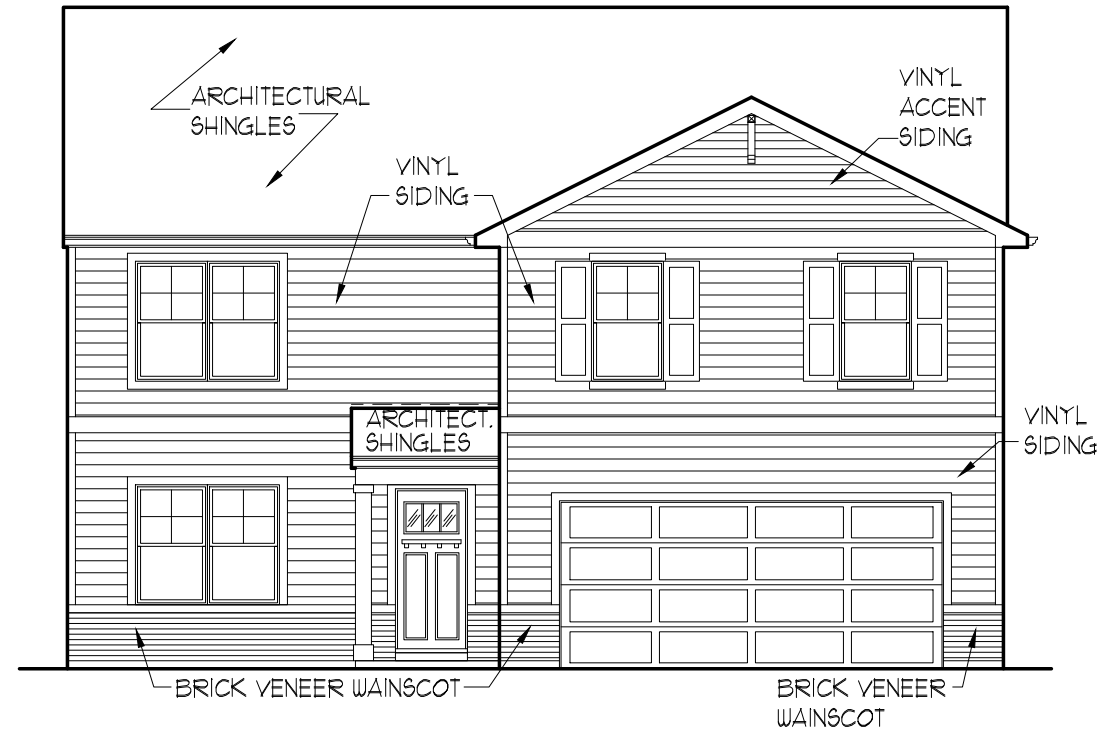 ARCHITECTURAL
SHINGLES
VINYL
ACCENT
SIDING
VINYL
SIDING
ARCHITECT.
SHINGLES
VINYL
SIDING
BRICK VENEER WAINSCOT
BRICK VENEER
WAINSCOT